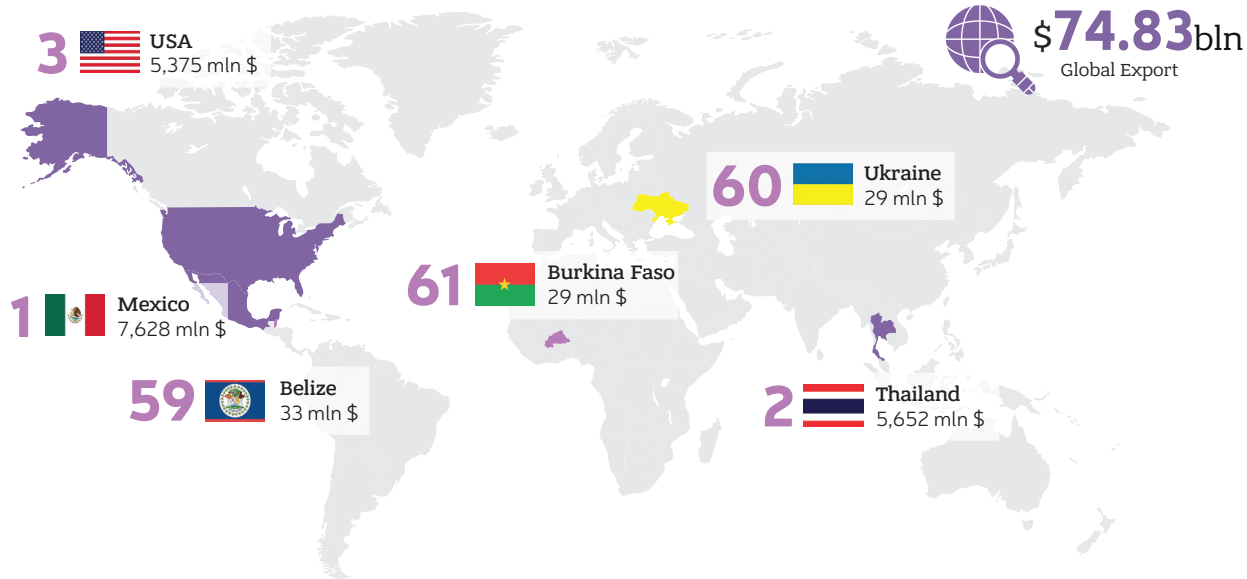 3
USA
5,375 mln $
$74.83bln
Global Export
60
Ukraine
29 mln $
61
Burkina Faso
29 mln $
1
Mexico
7,628 mln $
59
Belize
33 mln $
2
Thailand
5,652 mln $